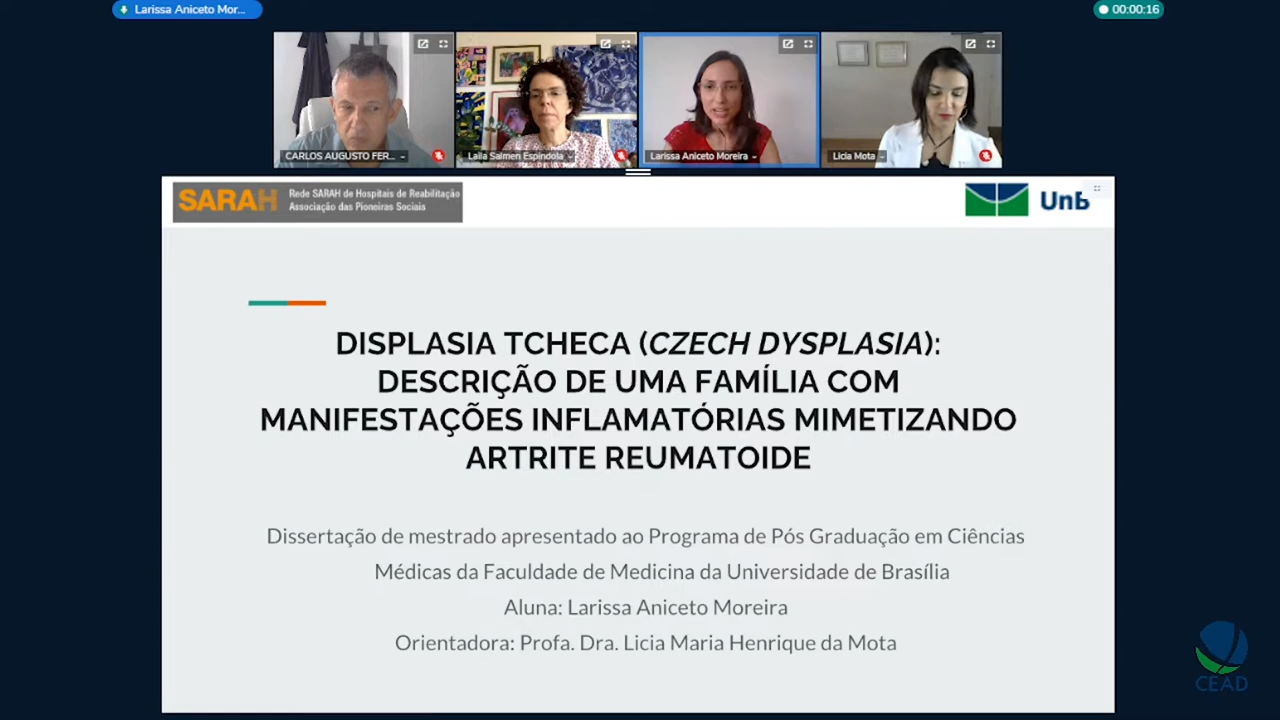 Larissa Aniceto Mor...
00:00:16
CARLOS AUGUSTO FER...
Laila Salmen Espindola
Larissa Aniceto Moreira
Licia Mota
SARAH
Rede SARAH de Hospitais de Reabilitação
Associação das Pioneiras Sociais
UnB
DISPLASIA TCHECA (CZECH DYSPLASIA):
DESCRIÇÃO DE UMA FAMÍLIA COM
MANIFESTAÇÕES INFLAMATÓRIAS MIMETIZANDO
ARTRITE REUMATOIDE
Dissertação de mestrado apresentado ao Programa de Pós Graduação em Ciências
Médicas da Faculdade de Medicina da Universidade de Brasília
Aluna: Larissa Aniceto Moreira
Orientadora: Profa. Dra. Licia Maria Henrique da Mota
CEAD